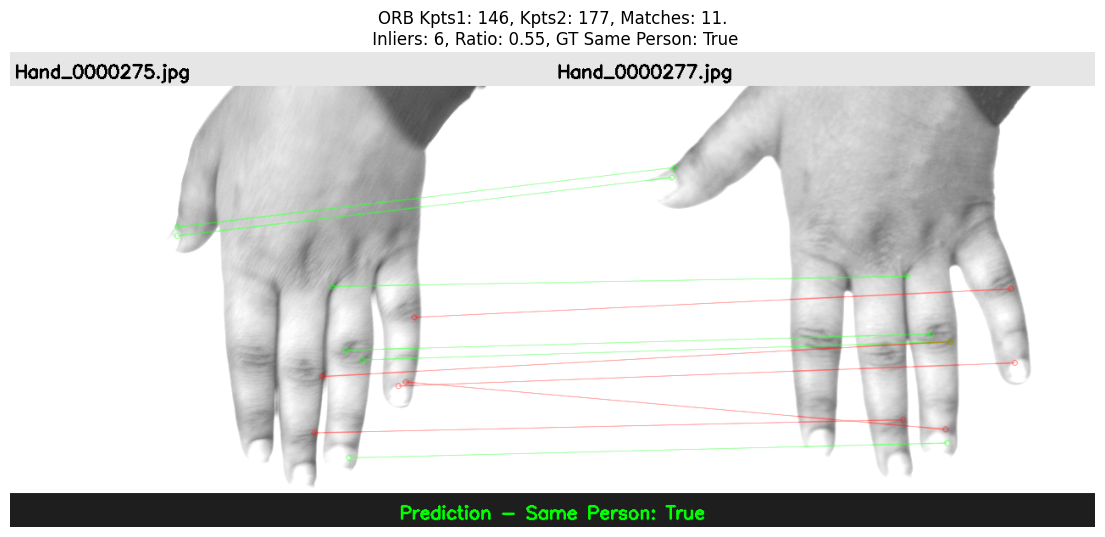 ORB Kpts1: 146, Kpts2: 177, Matches: 11.
Inliers: 6, Ratio: 0.55, GT Same Person: True
Hand_0000275.jpg
Hand_0000277.jpg
Prediction - Same Person: True